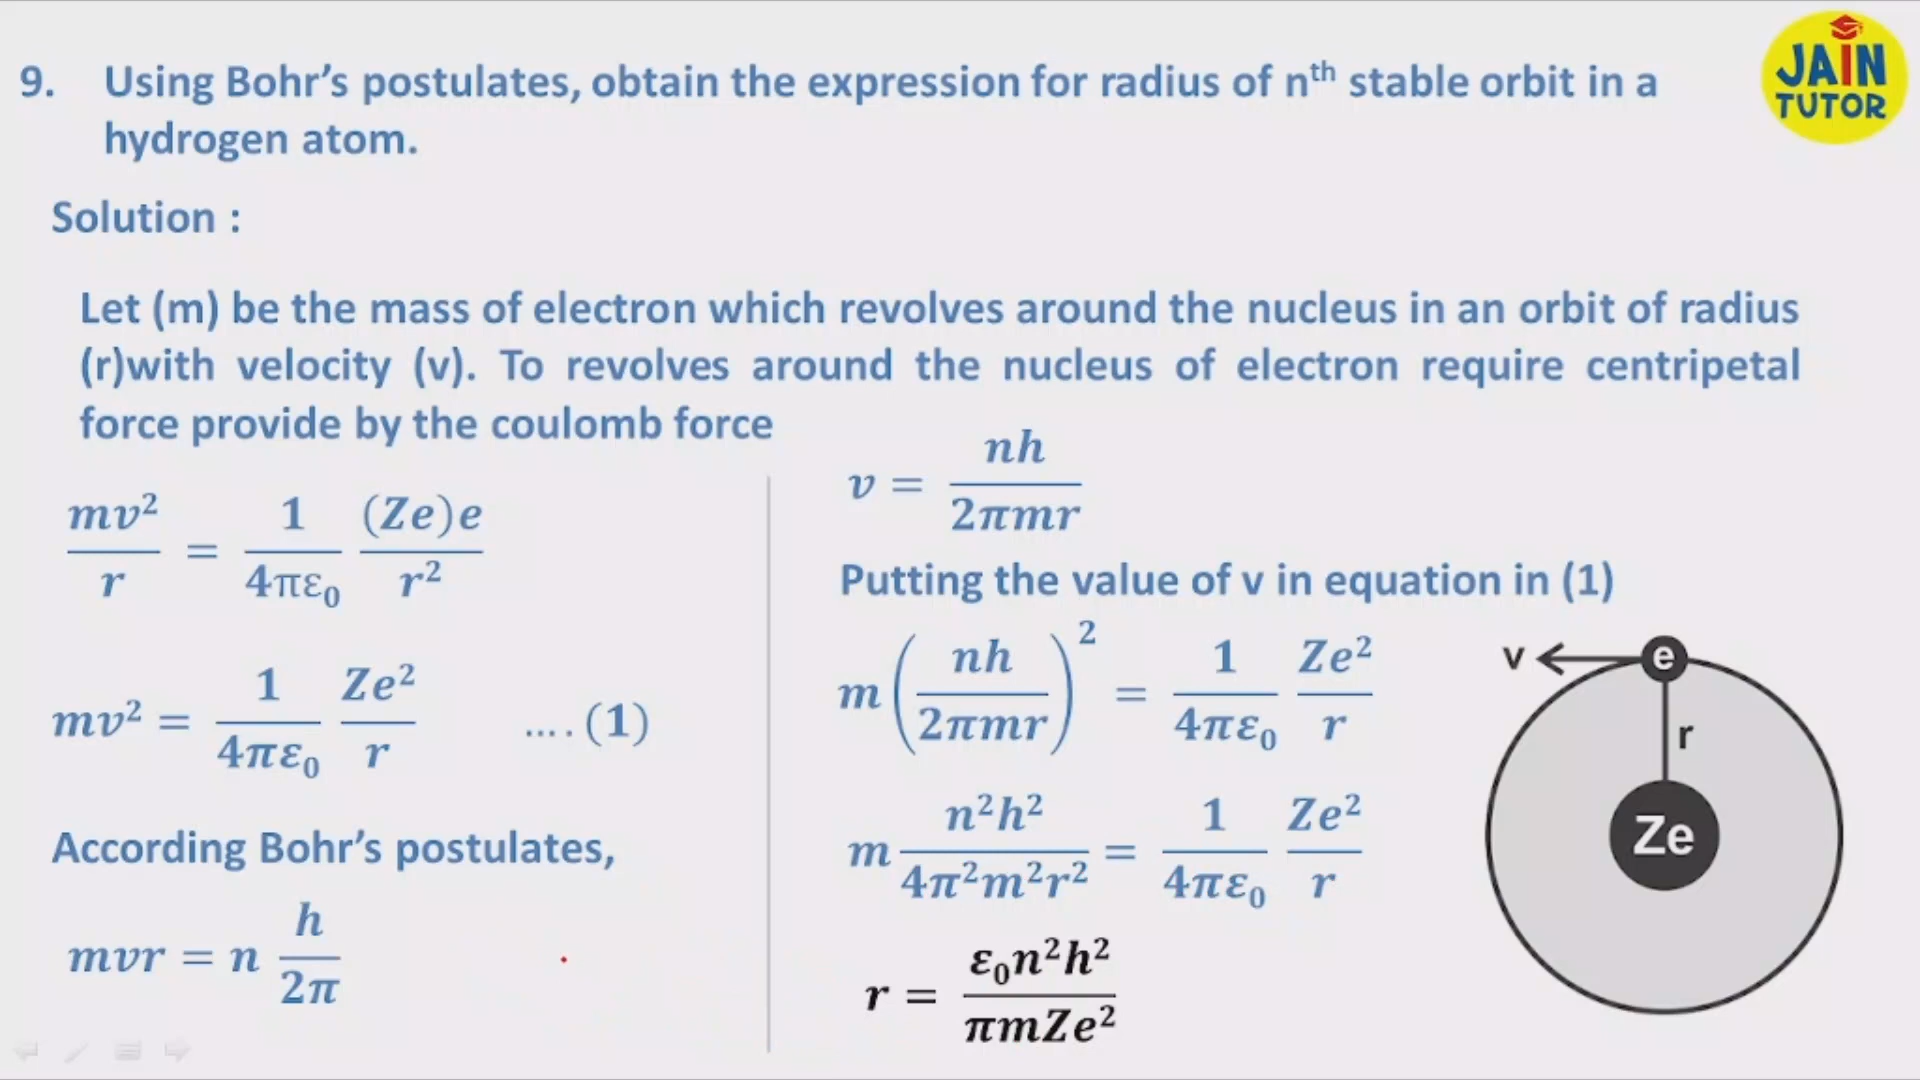 9. Using Bohr's postulates, obtain the expression for radius of nᵗʰ stable orbit in a
hydrogen atom.
JAIN
TUTOR
Solution :
Let (m) be the mass of electron which revolves around the nucleus in an orbit of radius
(r)with velocity (v). To revolves around the nucleus of electron require centripetal
force provide by the coulomb force
mv²/r = 1/4πε₀ (Ze)e/r²
mv² = 1/4πε₀ Ze²/r ....(1)
According Bohr's postulates,
mvr = n h/2π
v = nh/2πmr
Putting the value of v in equation in (1)
m(nh/2πmr)² = 1/4πε₀ Ze²/r
m n²h²/4π²m²r² = 1/4πε₀ Ze²/r
r = ε₀n²h²/πmZe²
v
e
r
Ze